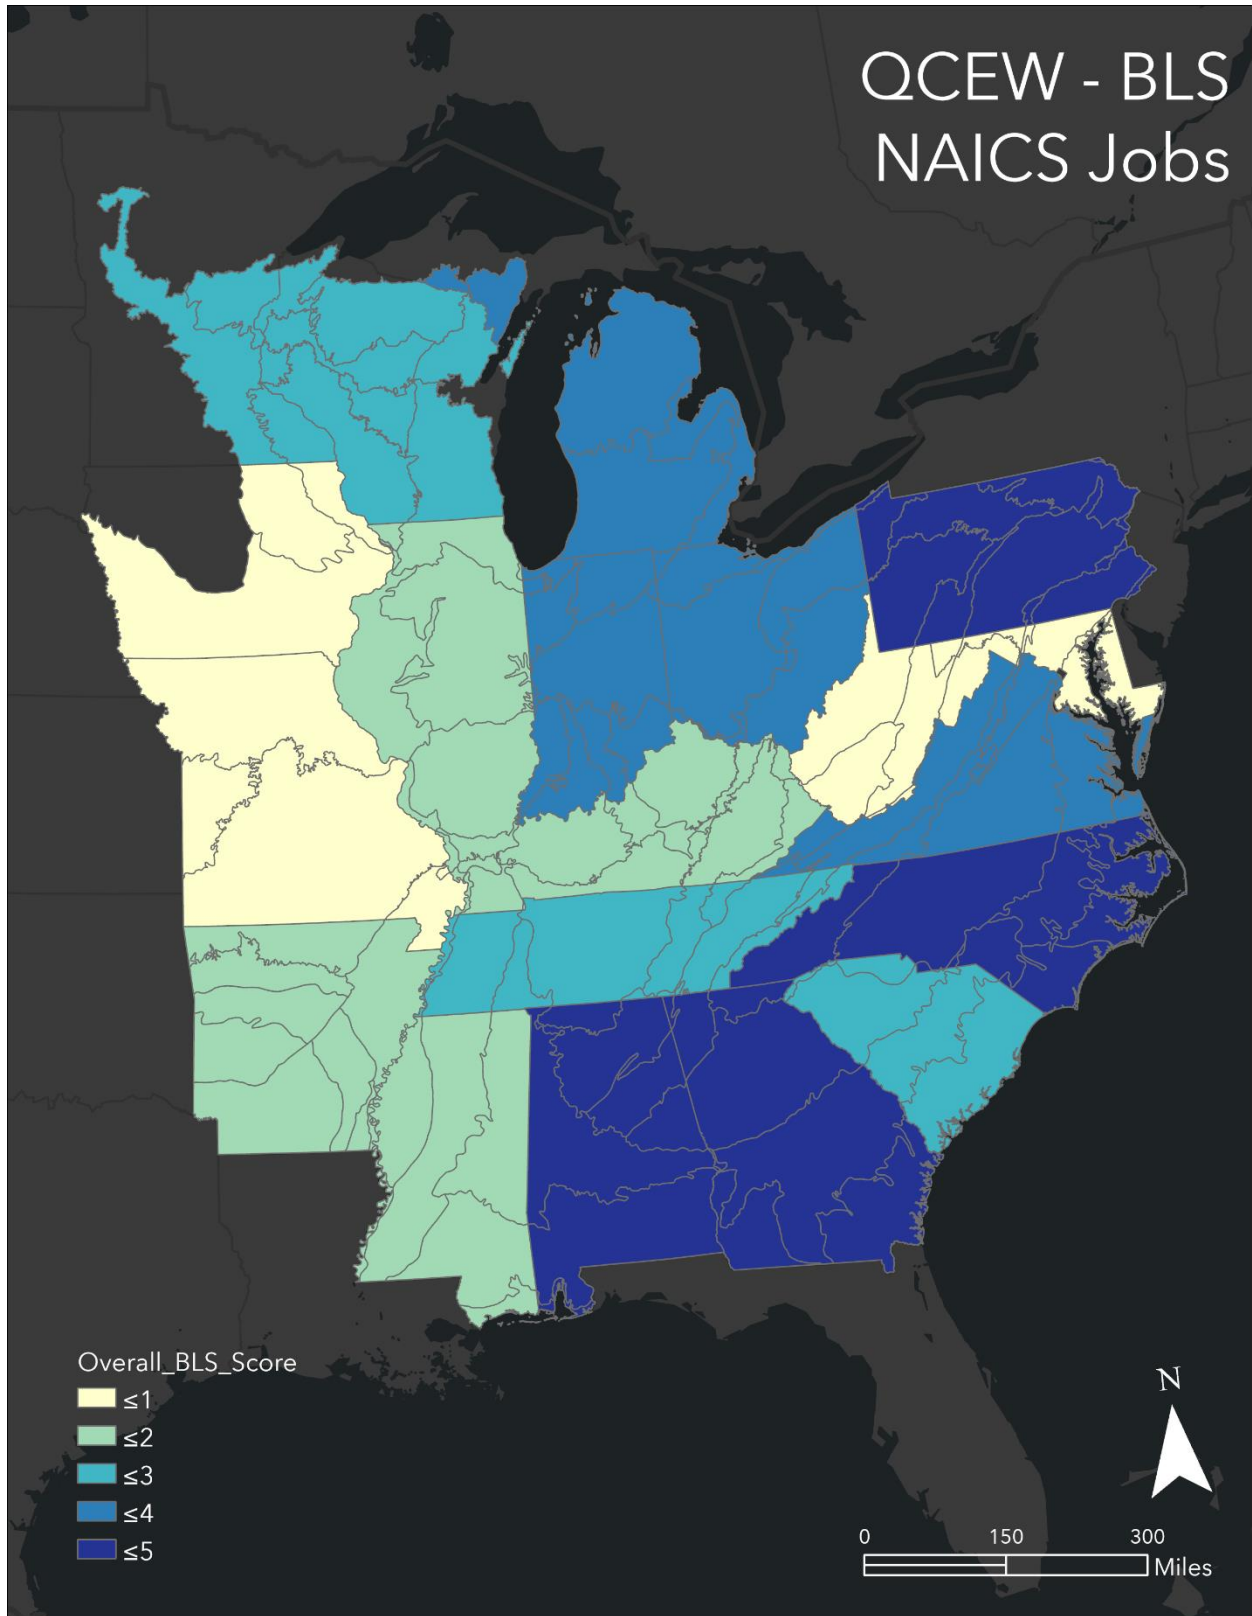 QCEW - BLS
NAICS Jobs
Overall_BLS_Score
≤1
≤2
≤3
≤4
≤5
N
0 150 300
Miles